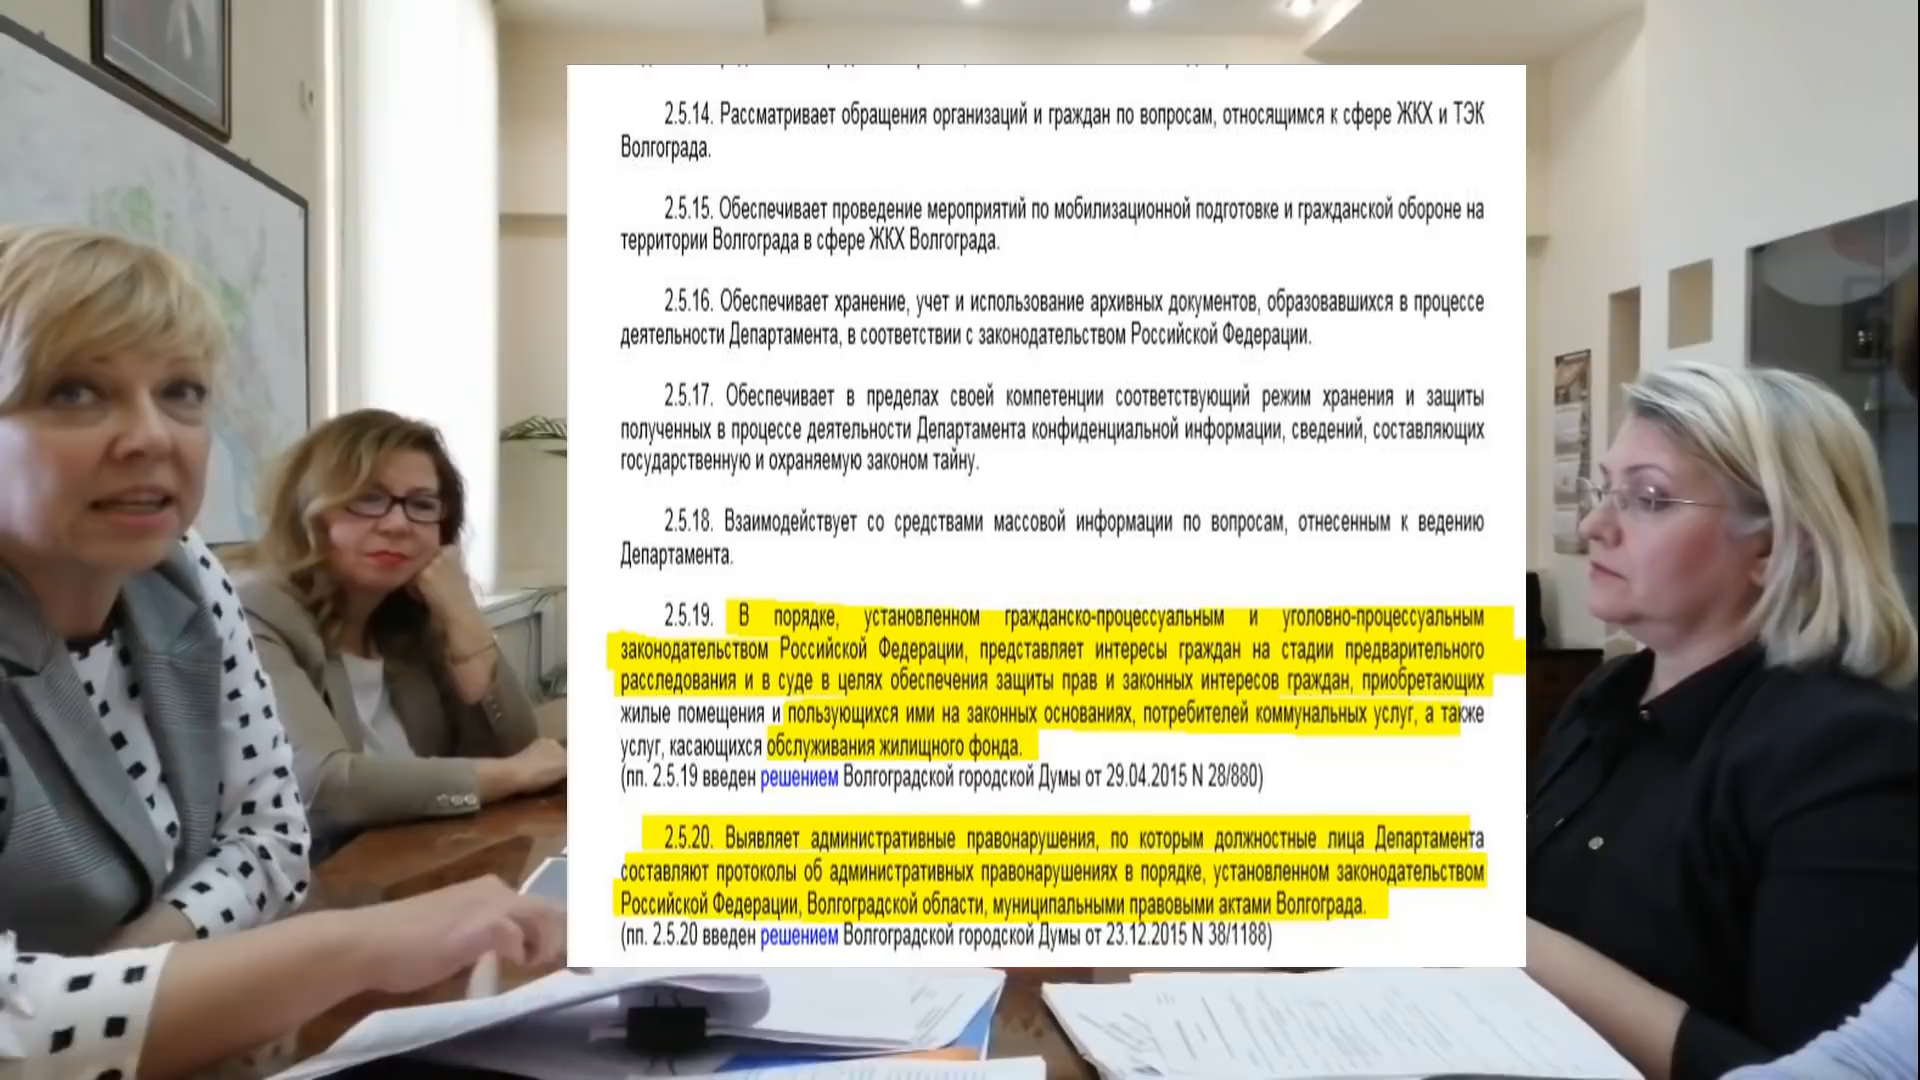 2.5.14. Рассматривает обращения организаций и граждан по вопросам, относящимся к сфере ЖКХ и ТЭК
Волгограда.
2.5.15. Обеспечивает проведение мероприятий по мобилизационной подготовке и гражданской обороне на
территории Волгограда в сфере ЖКХ Волгограда.
2.5.16. Обеспечивает хранение, учет и использование архивных документов, образовавшихся в процессе
деятельности Департамента, в соответствии с законодательством Российской Федерации.
2.5.17. Обеспечивает в пределах своей компетенции соответствующий режим хранения и защиты
полученных в процессе деятельности Департамента конфиденциальной информации, сведений, составляющих
государственную и охраняемую законом тайну.
2.5.18. Взаимодействует со средствами массовой информации по вопросам, отнесенным к ведению
Департамента.
2.5.19. В порядке, установленном гражданско-процессуальным и уголовно-процессуальным
законодательством Российской Федерации, представляет интересы граждан на стадии предварительного
расследования и в суде в целях обеспечения защиты прав и законных интересов граждан, приобретающих
жилые помещения и пользующихся ими на законных основаниях, потребителей коммунальных услуг, а также
услуг, касающихся обслуживания жилищного фонда.
(пп. 2.5.19 введен решением Волгоградской городской Думы от 29.04.2015 N 28/880)
2.5.20. Выявляет административные правонарушения, по которым должностные лица Департамента
составляют протоколы об административных правонарушениях в порядке, установленном законодательством
Российской Федерации, Волгоградской области, муниципальными правовыми актами Волгограда.
(пп. 2.5.20 введен решением Волгоградской городской Думы от 23.12.2015 N 38/1188)